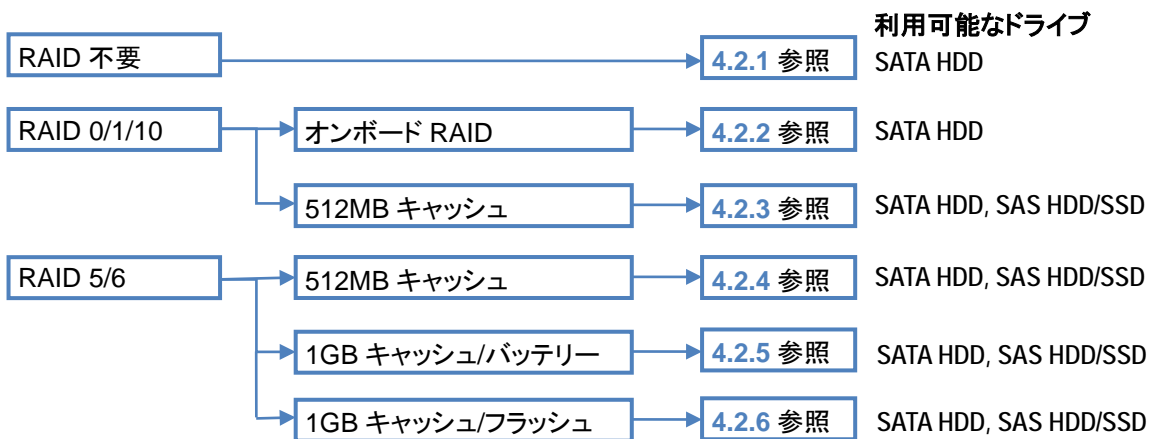 利用可能なドライブ
RAID 不要 4.2.1 参照 SATA HDD
RAID 0/1/10 オンボード RAID 4.2.2 参照 SATA HDD
512MB キャッシュ 4.2.3 参照 SATA HDD, SAS HDD/SSD
RAID 5/6 512MB キャッシュ 4.2.4 参照 SATA HDD, SAS HDD/SSD
1GB キャッシュ/バッテリー 4.2.5 参照 SATA HDD, SAS HDD/SSD
1GB キャッシュ/フラッシュ 4.2.6 参照 SATA HDD, SAS HDD/SSD